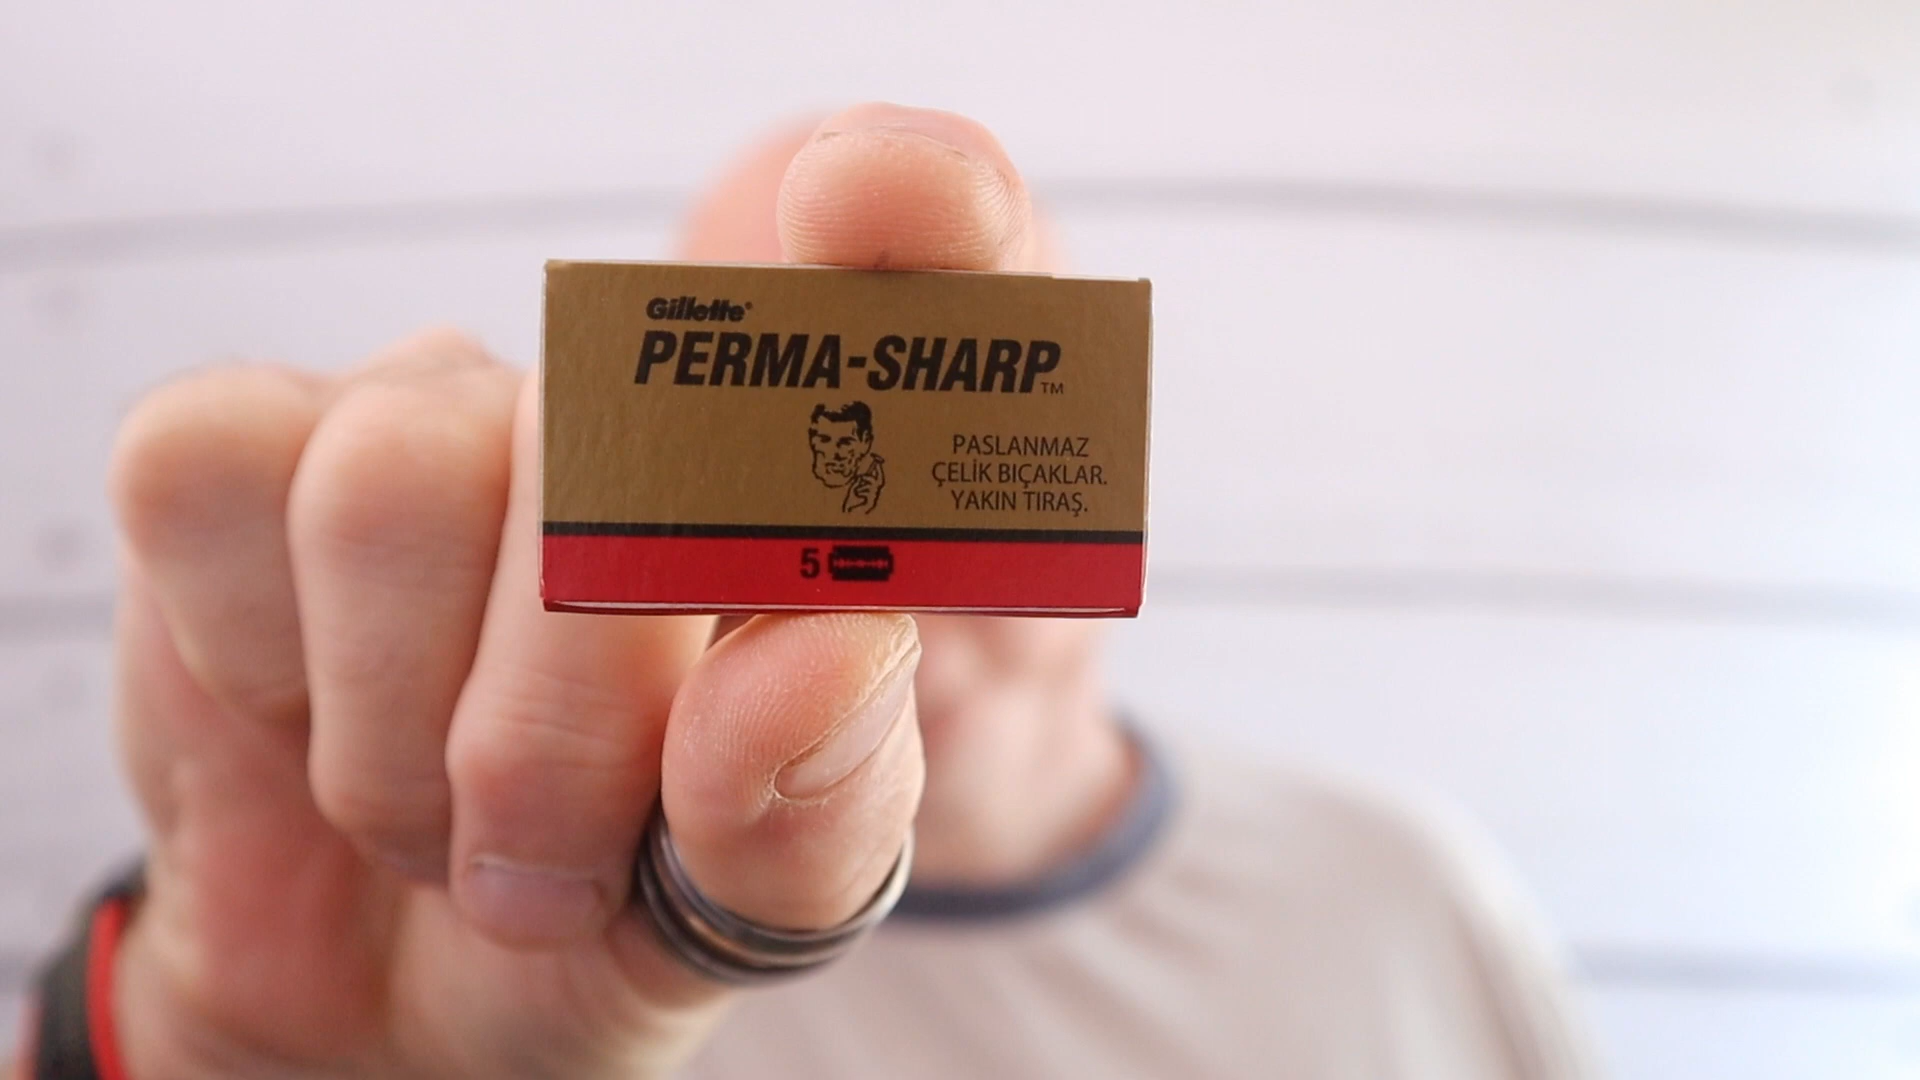 Gillette®
PERMA-SHARP™
PASLANMAZ
ÇELİK BIÇAKLAR.
YAKIN TIRAŞ.
5